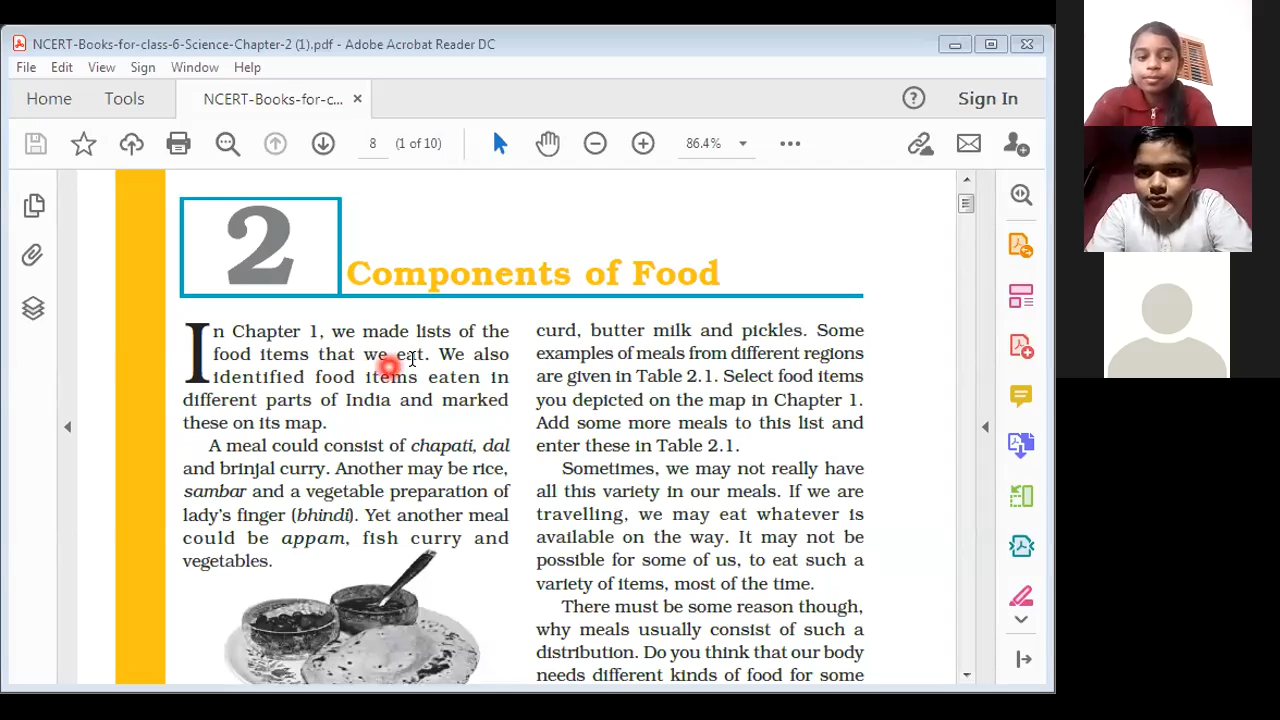 NCERT-Books-for-class-6-Science-Chapter-2 (1).pdf - Adobe Acrobat Reader DC
File Edit View Sign Window Help
Home Tools NCERT-Books-for-c... × Sign In
8 (1 of 10) 86.4%
2
Components of Food
In Chapter 1, we made lists of the
food items that we eat. We also
identified food items eaten in
different parts of India and marked
these on its map.
A meal could consist of chapati, dal
and brinjal curry. Another may be rice,
sambar and a vegetable preparation of
lady's finger (bhindi). Yet another meal
could be appam, fish curry and
vegetables.
curd, butter milk and pickles. Some
examples of meals from different regions
are given in Table 2.1. Select food items
you depicted on the map in Chapter 1.
Add some more meals to this list and
enter these in Table 2.1.
Sometimes, we may not really have
all this variety in our meals. If we are
travelling, we may eat whatever is
available on the way. It may not be
possible for some of us, to eat such a
variety of items, most of the time.
There must be some reason though,
why meals usually consist of such a
distribution. Do you think that our body
needs different kinds of food for some